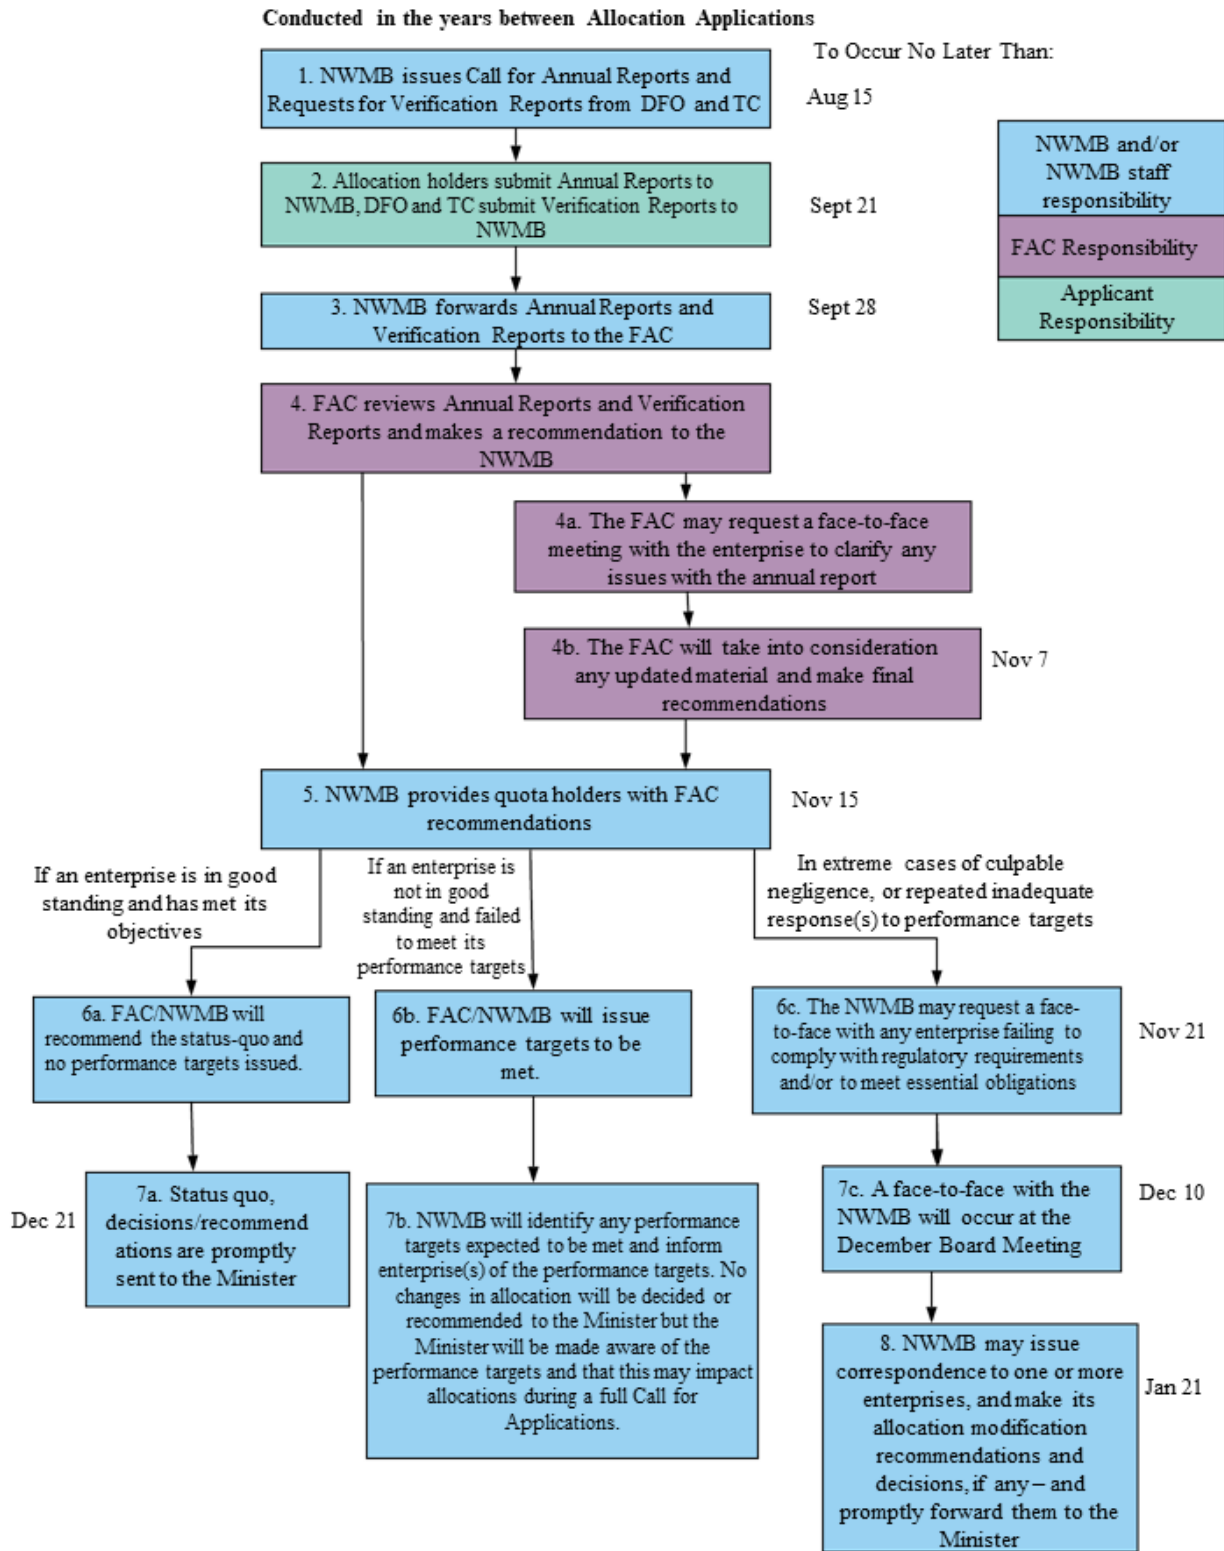 Conducted in the years between Allocation Applications
To Occur No Later Than:
1. NWMB issues Call for Annual Reports and
Requests for Verification Reports from DFO and TC
Aug 15
NWMB and/or
NWMB staff
responsibility
FAC Responsibility
Applicant
Responsibility
2. Allocation holders submit Annual Reports to
NWMB, DFO and TC submit Verification Reports to
NWMB
Sept 21
3. NWMB forwards Annual Reports and
Verification Reports to the FAC
Sept 28
4. FAC reviews Annual Reports and Verification
Reports and makes a recommendation to the
NWMB
4a. The FAC may request a face-to-face
meeting with the enterprise to clarify any
issues with the annual report
4b. The FAC will take into consideration
any updated material and make final
recommendations
Nov 7
5. NWMB provides quota holders with FAC
recommendations
Nov 15
If an enterprise is in good
standing and has met its
objectives
If an enterprise is
not in good
standing and failed
to meet its
performance targets
In extreme cases of culpable
negligence, or repeated inadequate
response(s) to performance targets
6a. FAC/NWMB will
recommend the status-quo and
no performance targets issued.
6b. FAC/NWMB will issue
performance targets to be
met.
6c. The NWMB may request a face-
to-face with any enterprise failing to
comply with regulatory requirements
and/or to meet essential obligations
Nov 21
Dec 21
7a. Status quo,
decisions/recommend
ations are promptly
sent to the Minister
7b. NWMB will identify any performance
targets expected to be met and inform
enterprise(s) of the performance targets. No
changes in allocation will be decided or
recommended to the Minister but the
Minister will be made aware of the
performance targets and that this may impact
allocations during a full Call for
Applications.
7c. A face-to-face with the
NWMB will occur at the
December Board Meeting
Dec 10
8. NWMB may issue
correspondence to one or more
enterprises, and make its
allocation modification
recommendations and
decisions, if any – and
promptly forward them to the
Minister
Jan 21